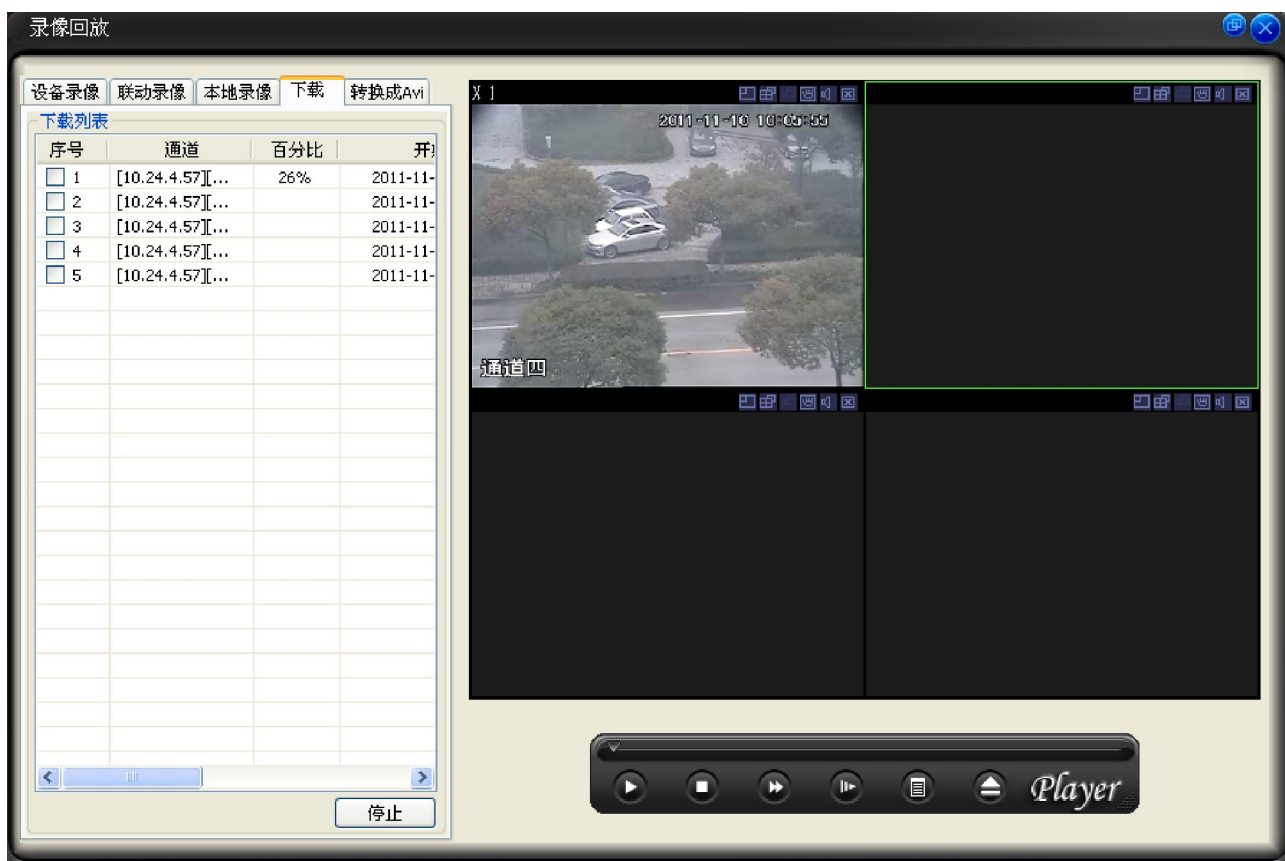 录像回放
设备录像 联动录像 本地录像 下载 转换成Avi
下载列表
序号 通道 百分比
1 [10.24.4.57][... 26% 2011-11-
2 [10.24.4.57][... 2011-11-
3 [10.24.4.57][... 2011-11-
4 [10.24.4.57][... 2011-11-
5 [10.24.4.57][... 2011-11-
停止
X 1
2011-11-10 10:05:55
通道四
Player